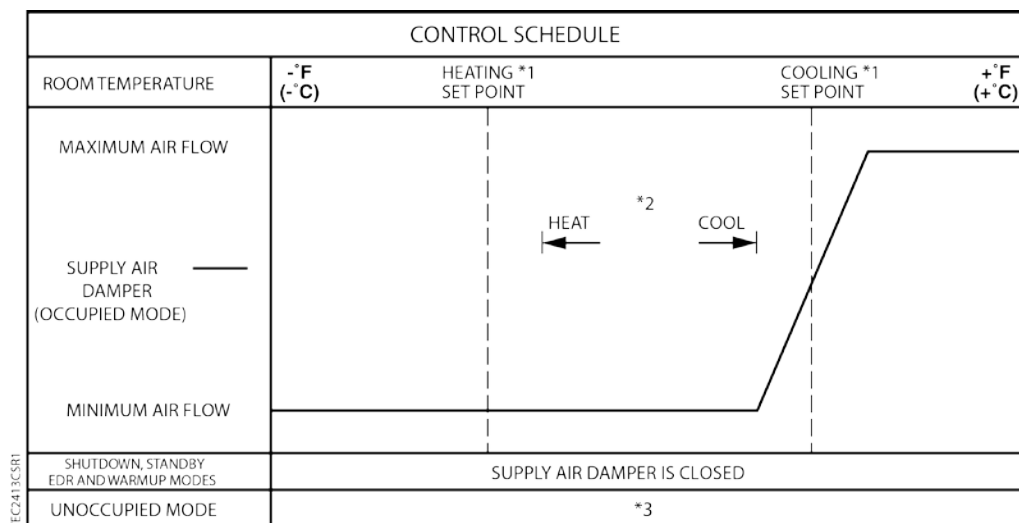 CONTROL SCHEDULE
ROOM TEMPERATURE
-°F
(-°C)
HEATING *1
SET POINT
COOLING *1
SET POINT
+°F
(+°C)
MAXIMUM AIR FLOW
*2
HEAT
COOL
SUPPLY AIR
DAMPER
(OCCUPIED MODE)
MINIMUM AIR FLOW
SHUTDOWN, STANDBY
EDR AND WARMUP MODES
SUPPLY AIR DAMPER IS CLOSED
UNOCCUPIED MODE
*3
EC2413CSR1